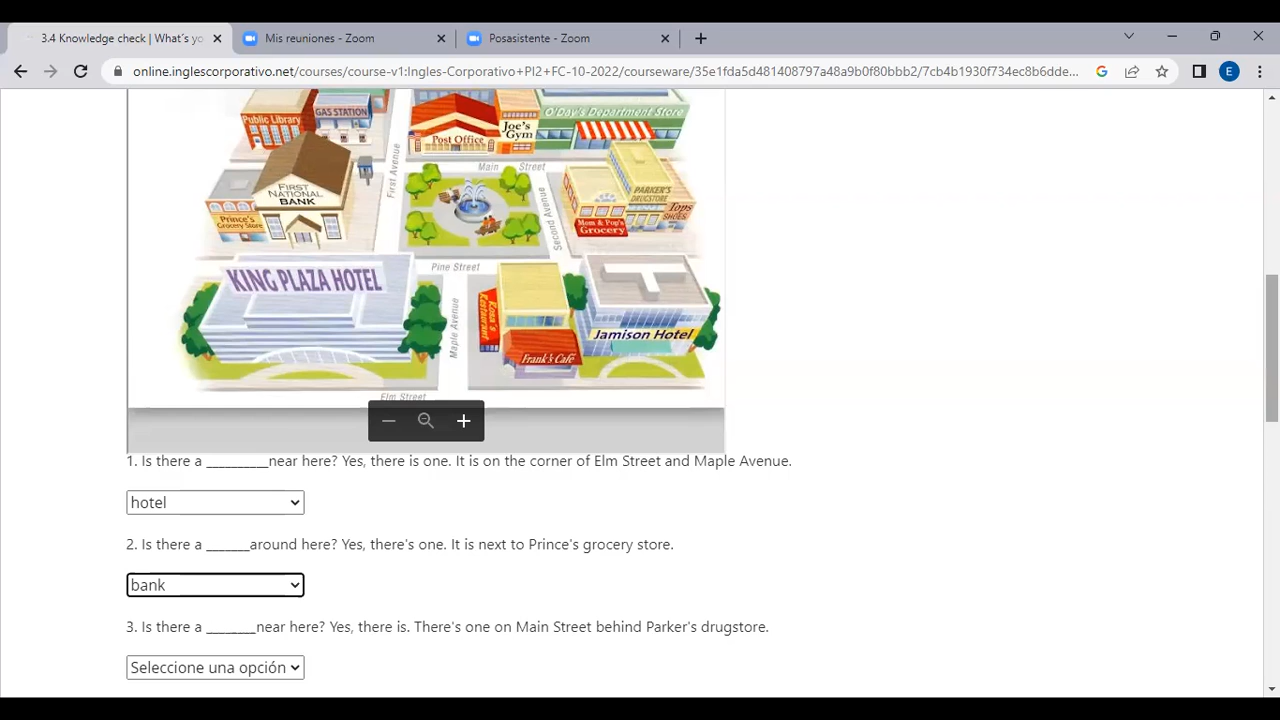 3.4 Knowledge check | What's yo
Mis reuniones - Zoom
Posasistente - Zoom
online.inglescorporativo.net/courses/course-v1:Ingles-Corporativo+PI2+FC-10-2022/courseware/35e1fda5d481408797a48a9b0f80bbb2/7cb4b1930f734ec8b6dde...
E
Public Library
GAS STATION
Post Office
Joe's Gym
O'Day's Department Store
First Avenue
Main Street
FIRST NATIONAL BANK
Prince's Grocery Store
Second Avenue
PARKER'S DRUGSTORE
Tops SHOES
Mom & Pop's Grocery
KING PLAZA HOTEL
Pine Street
Maple Avenue
Rosa's Restaurant
Frank's Café
Jamison Hotel
Elm Street
1. Is there a __________near here? Yes, there is one. It is on the corner of Elm Street and Maple Avenue.
hotel
2. Is there a _______around here? Yes, there's one. It is next to Prince's grocery store.
bank
3. Is there a ________near here? Yes, there is. There's one on Main Street behind Parker's drugstore.
Seleccione una opción